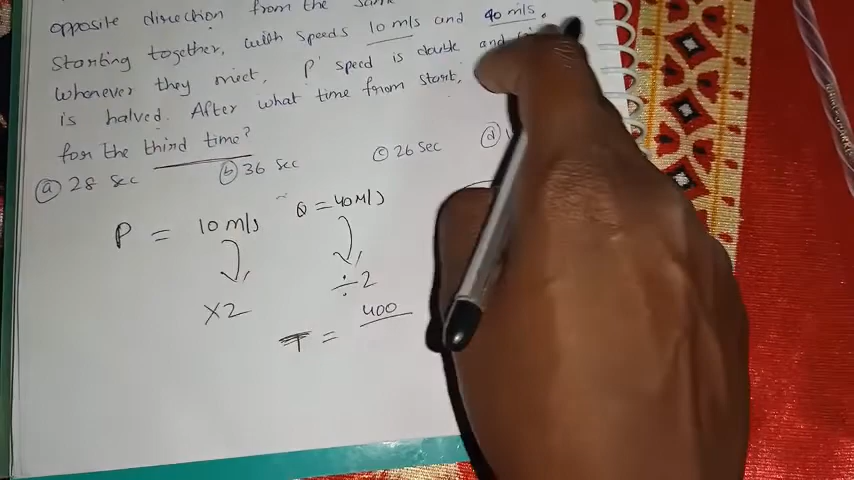 opposite direction from the same
starting together, with speeds 10 m/s and 40 m/s.
whenever they meet, P' speed is double and
is halved. After what time from start,
for the third time?
(a) 28 Sec (b) 36 Sec (c) 26 Sec (d)
P = 10 m/s Q = 40 M/s
×2 ÷2
T = 400